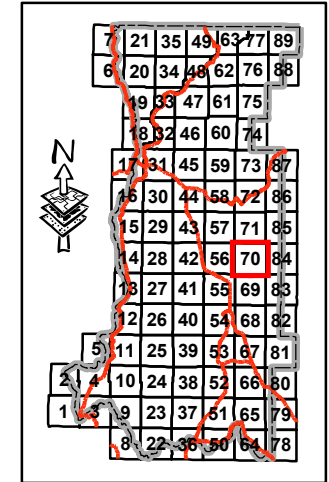 7 21 35 49 63 77 89
6 20 34 48 62 76 88
19 33 47 61 75
18 32 46 60 74
N
17 31 45 59 73 87
16 30 44 58 72 86
15 29 43 57 71 85
14 28 42 56 70 84
13 27 41 55 69 83
12 26 40 54 68 82
5 11 25 39 53 67 81
2 4 10 24 38 52 66 80
1 3 9 23 37 51 65 79
8 22 36 50 64 78